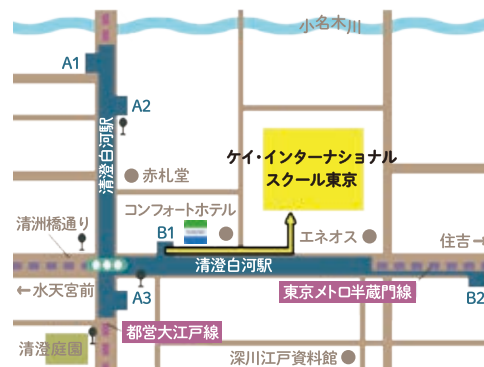 小名木川
A1
A2
清澄白河駅
赤札堂
ケイ・インターナショナル
スクール東京
コンフォートホテル
清洲橋通り
B1
エネオス
住吉→
清澄白河駅
←水天宮前
A3
東京メトロ半蔵門線
B2
都営大江戸線
清澄庭園
深川江戸資料館